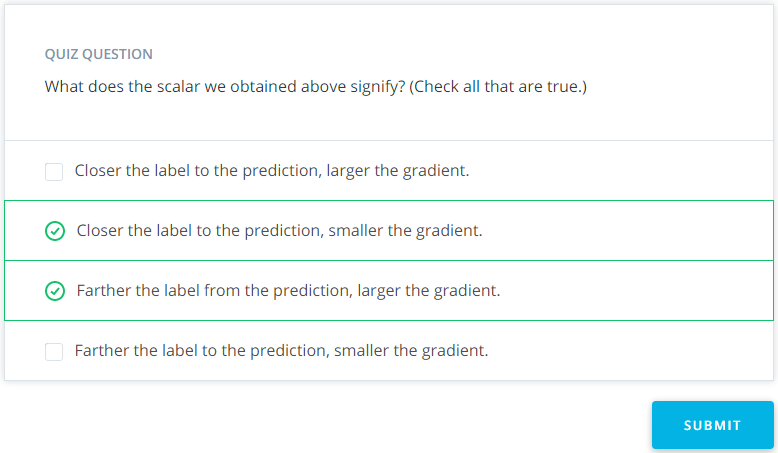 QUIZ QUESTION
What does the scalar we obtained above signify? (Check all that are true.)
Closer the label to the prediction, larger the gradient.
Closer the label to the prediction, smaller the gradient.
Farther the label from the prediction, larger the gradient.
Farther the label to the prediction, smaller the gradient.
SUBMIT